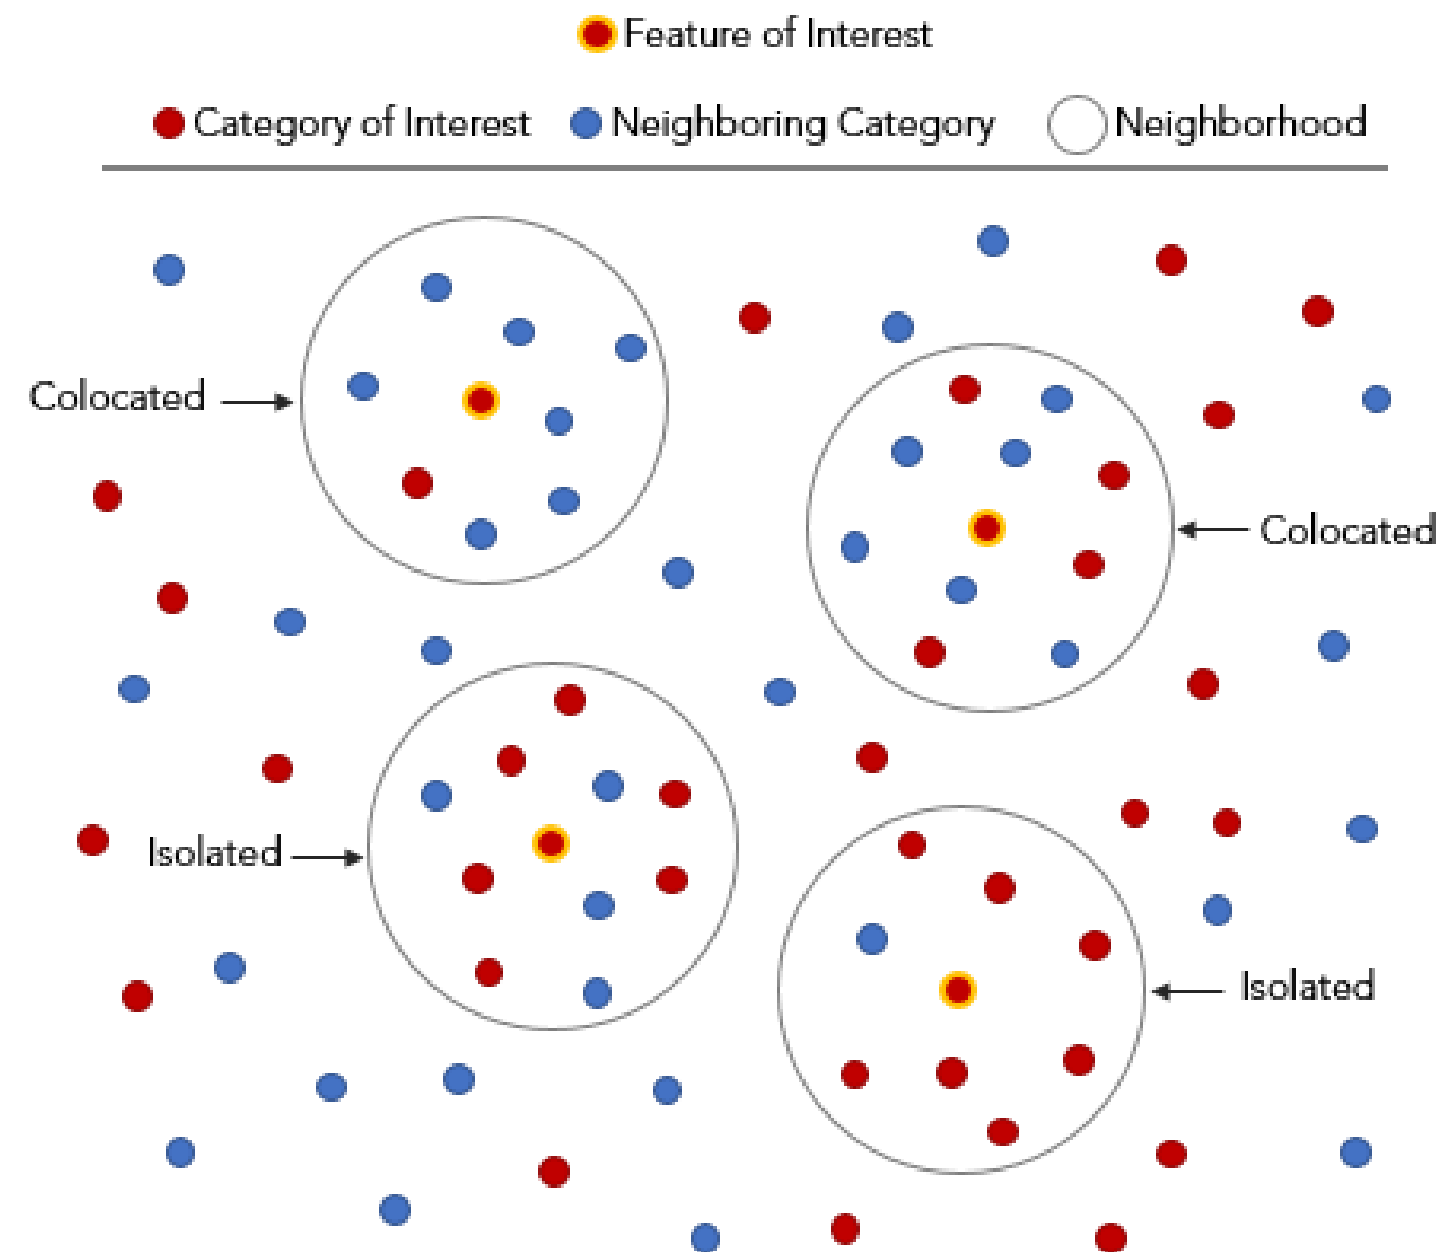 Feature of Interest
Category of Interest Neighboring Category Neighborhood
Colocated
Colocated
Isolated
Isolated